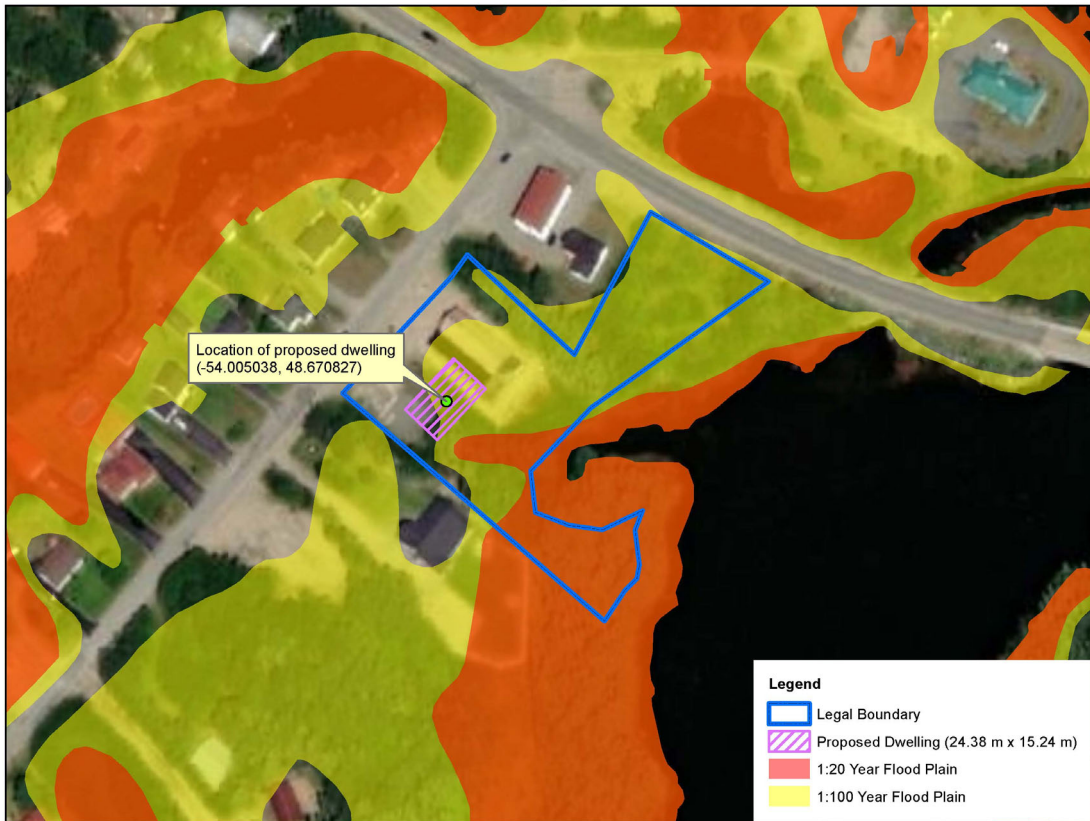 Location of proposed dwelling
(-54.005038, 48.670827)
Legend
Legal Boundary
Proposed Dwelling (24.38 m x 15.24 m)
1:20 Year Flood Plain
1:100 Year Flood Plain